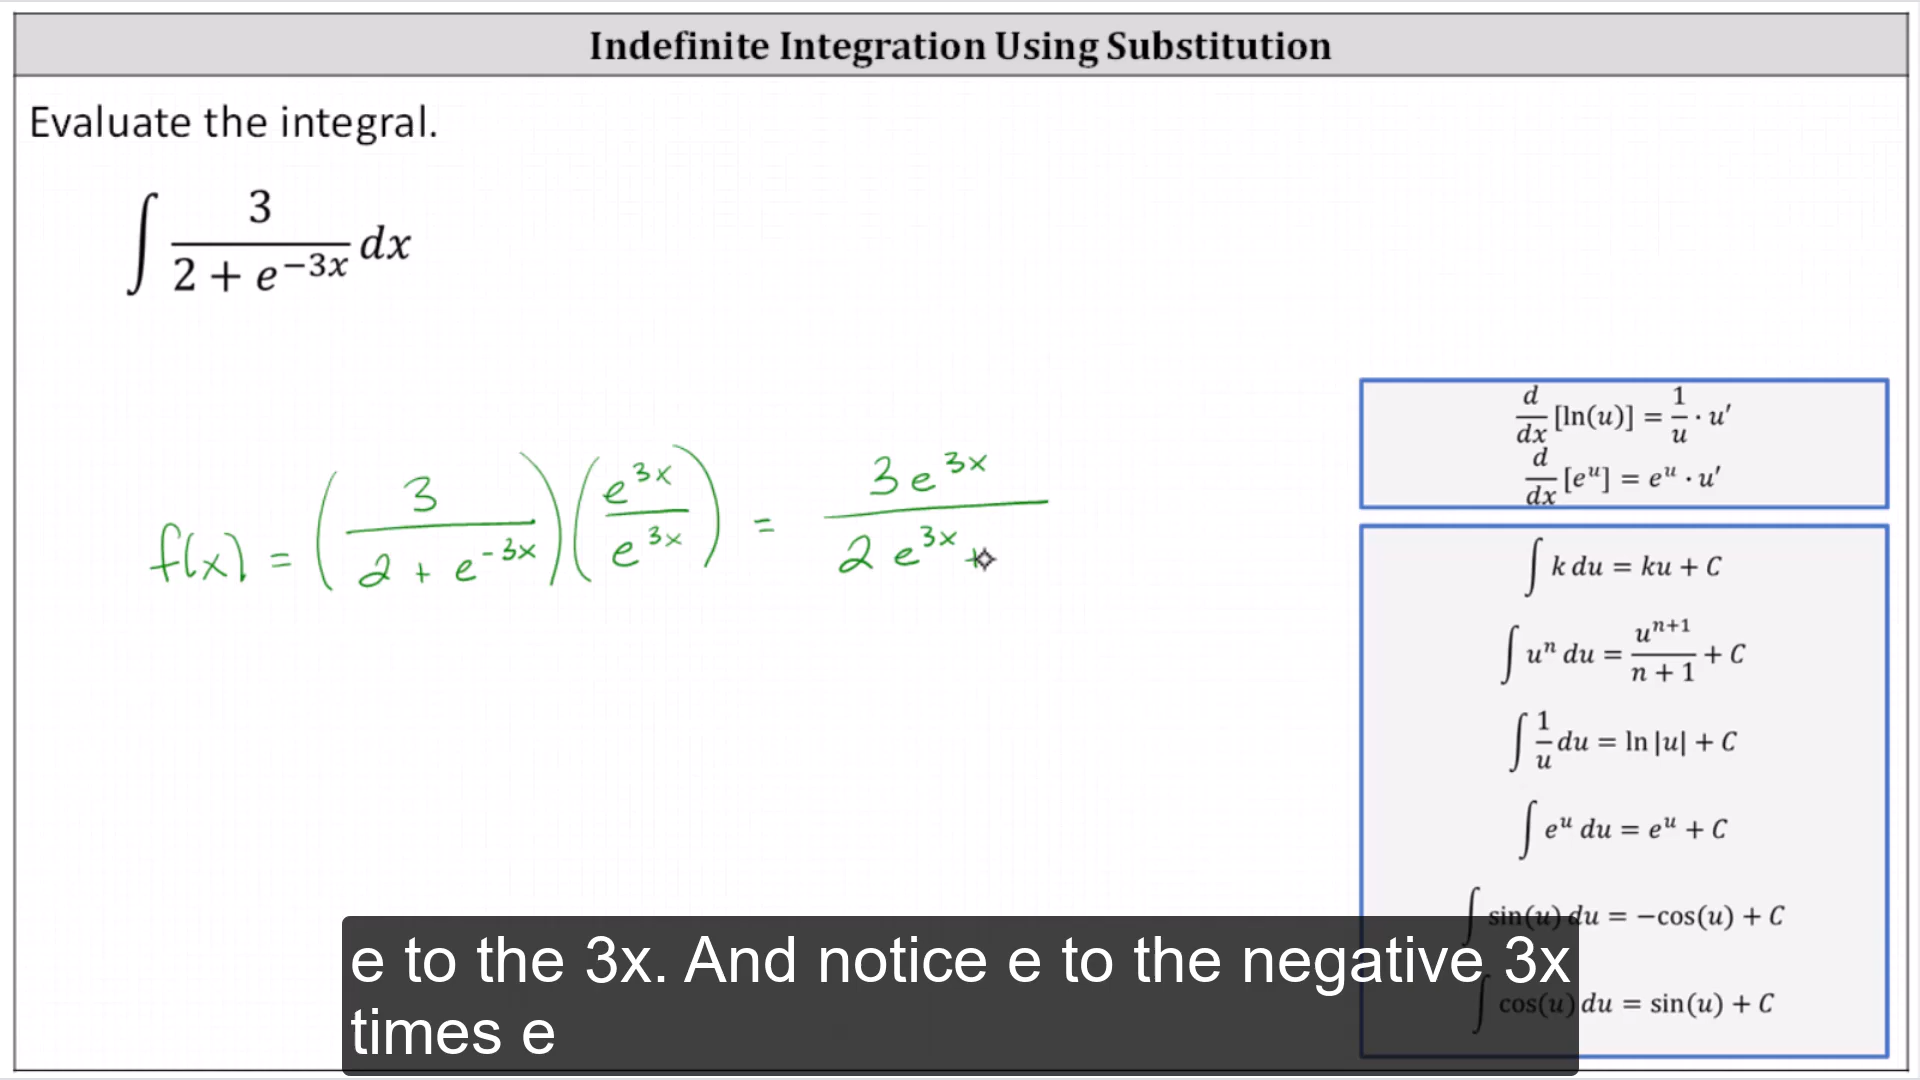 Indefinite Integration Using Substitution
Evaluate the integral.
∫ 3/(2 + e^(−3x)) dx
f(x) = (3/(2 + e^(-3x))) (e^(3x)/e^(3x)) = 3e^(3x)/(2e^(3x) +
d/dx [ln(u)] = 1/u · u′
d/dx [e^u] = e^u · u′
∫ k du = ku + C
∫ u^n du = u^(n+1)/(n + 1) + C
∫ 1/u du = ln |u| + C
∫ e^u du = e^u + C
∫ sin(u) du = −cos(u) + C
∫ cos(u) du = sin(u) + C
e to the 3x. And notice e to the negative 3x
times e